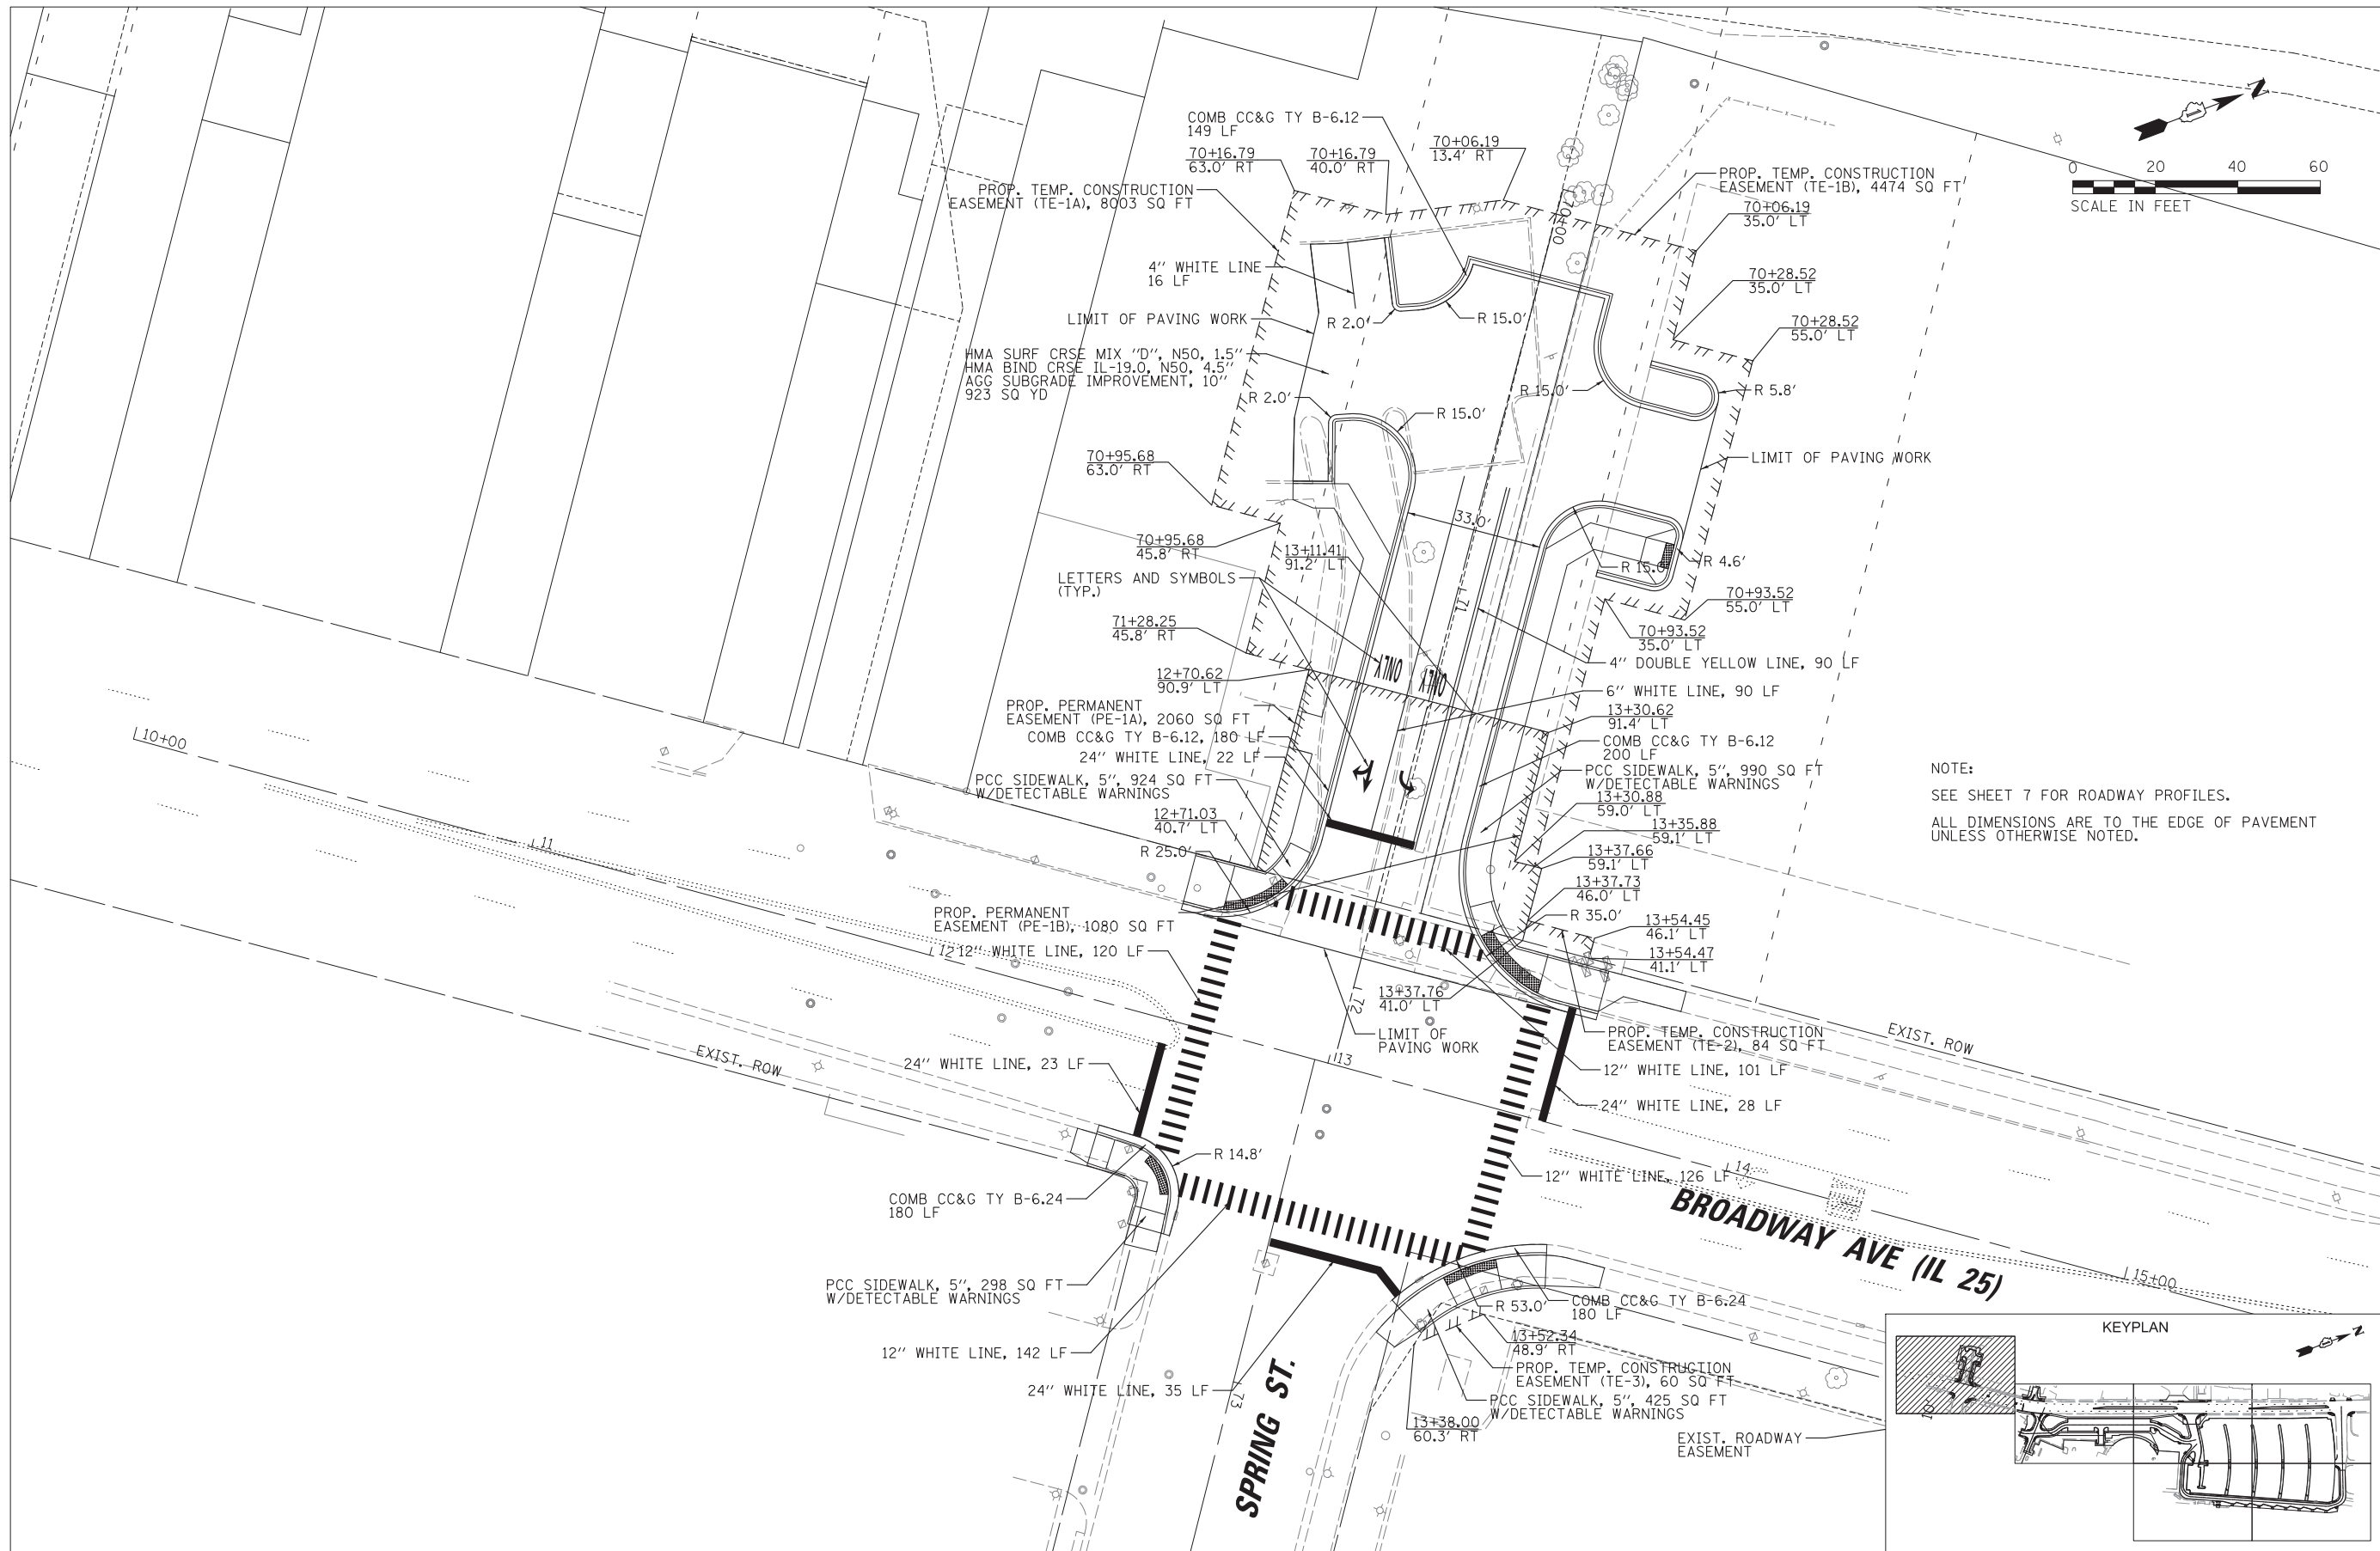 COMB CC&G TY B-6.12
149 LF
70+16.79
63.0' RT
70+16.79
40.0' RT
70+06.19
13.4' RT
PROP. TEMP. CONSTRUCTION
EASEMENT (TE-1A), 8003 SQ FT
PROP. TEMP. CONSTRUCTION
EASEMENT (TE-1B), 4474 SQ FT
70+06.19
35.0' LT
N
0 20 40 60
SCALE IN FEET
70+00
4" WHITE LINE
16 LF
70+28.52
35.0' LT
LIMIT OF PAVING WORK
R 2.0'
R 15.0'
70+28.52
55.0' LT
HMA SURF CRSE MIX "D", N50, 1.5"
HMA BIND CRSE IL-19.0, N50, 4.5"
AGG SUBGRADE IMPROVEMENT, 10"
923 SQ YD
R 2.0'
R 15.0'
R 15.0'
R 5.8'
70+95.68
63.0' RT
LIMIT OF PAVING WORK
33.0'
70+95.68
45.8' RT
13+11.41
91.2' LT
R 15.0'
R 4.6'
LETTERS AND SYMBOLS
(TYP.)
71
70+93.52
55.0' LT
71+28.25
45.8' RT
70+93.52
35.0' LT
ONLY
ONLY
4" DOUBLE YELLOW LINE, 90 LF
12+70.62
90.9' LT
6" WHITE LINE, 90 LF
PROP. PERMANENT
EASEMENT (PE-1A), 2060 SQ FT
13+30.62
91.4' LT
COMB CC&G TY B-6.12, 180 LF
COMB CC&G TY B-6.12
200 LF
24" WHITE LINE, 22 LF
PCC SIDEWALK, 5", 924 SQ FT
W/DETECTABLE WARNINGS
PCC SIDEWALK, 5", 990 SQ FT
W/DETECTABLE WARNINGS
10+00
NOTE:
SEE SHEET 7 FOR ROADWAY PROFILES.
ALL DIMENSIONS ARE TO THE EDGE OF PAVEMENT
UNLESS OTHERWISE NOTED.
13+30.88
59.0' LT
12+71.03
40.7' LT
13+35.88
59.1' LT
11
R 25.0'
13+37.66
59.1' LT
13+37.73
46.0' LT
PROP. PERMANENT
EASEMENT (PE-1B), 1080 SQ FT
R 35.0'
13+54.45
46.1' LT
12
12" WHITE LINE, 120 LF
13+54.47
41.1' LT
13+37.76
41.0' LT
72
LIMIT OF
PAVING WORK
PROP. TEMP. CONSTRUCTION
EASEMENT (TE-2), 84 SQ FT
EXIST. ROW
EXIST. ROW
13
24" WHITE LINE, 23 LF
12" WHITE LINE, 101 LF
24" WHITE LINE, 28 LF
R 14.8'
12" WHITE LINE, 126 LF
14
COMB CC&G TY B-6.24
180 LF
BROADWAY AVE (IL 25)
15+00
PCC SIDEWALK, 5", 298 SQ FT
W/DETECTABLE WARNINGS
R 53.0'
COMB CC&G TY B-6.24
180 LF
13+52.34
48.9' RT
12" WHITE LINE, 142 LF
PROP. TEMP. CONSTRUCTION
EASEMENT (TE-3), 60 SQ FT
24" WHITE LINE, 35 LF
PCC SIDEWALK, 5", 425 SQ FT
W/DETECTABLE WARNINGS
73
SPRING ST.
13+38.00
60.3' RT
EXIST. ROADWAY
EASEMENT
KEYPLAN
N
10